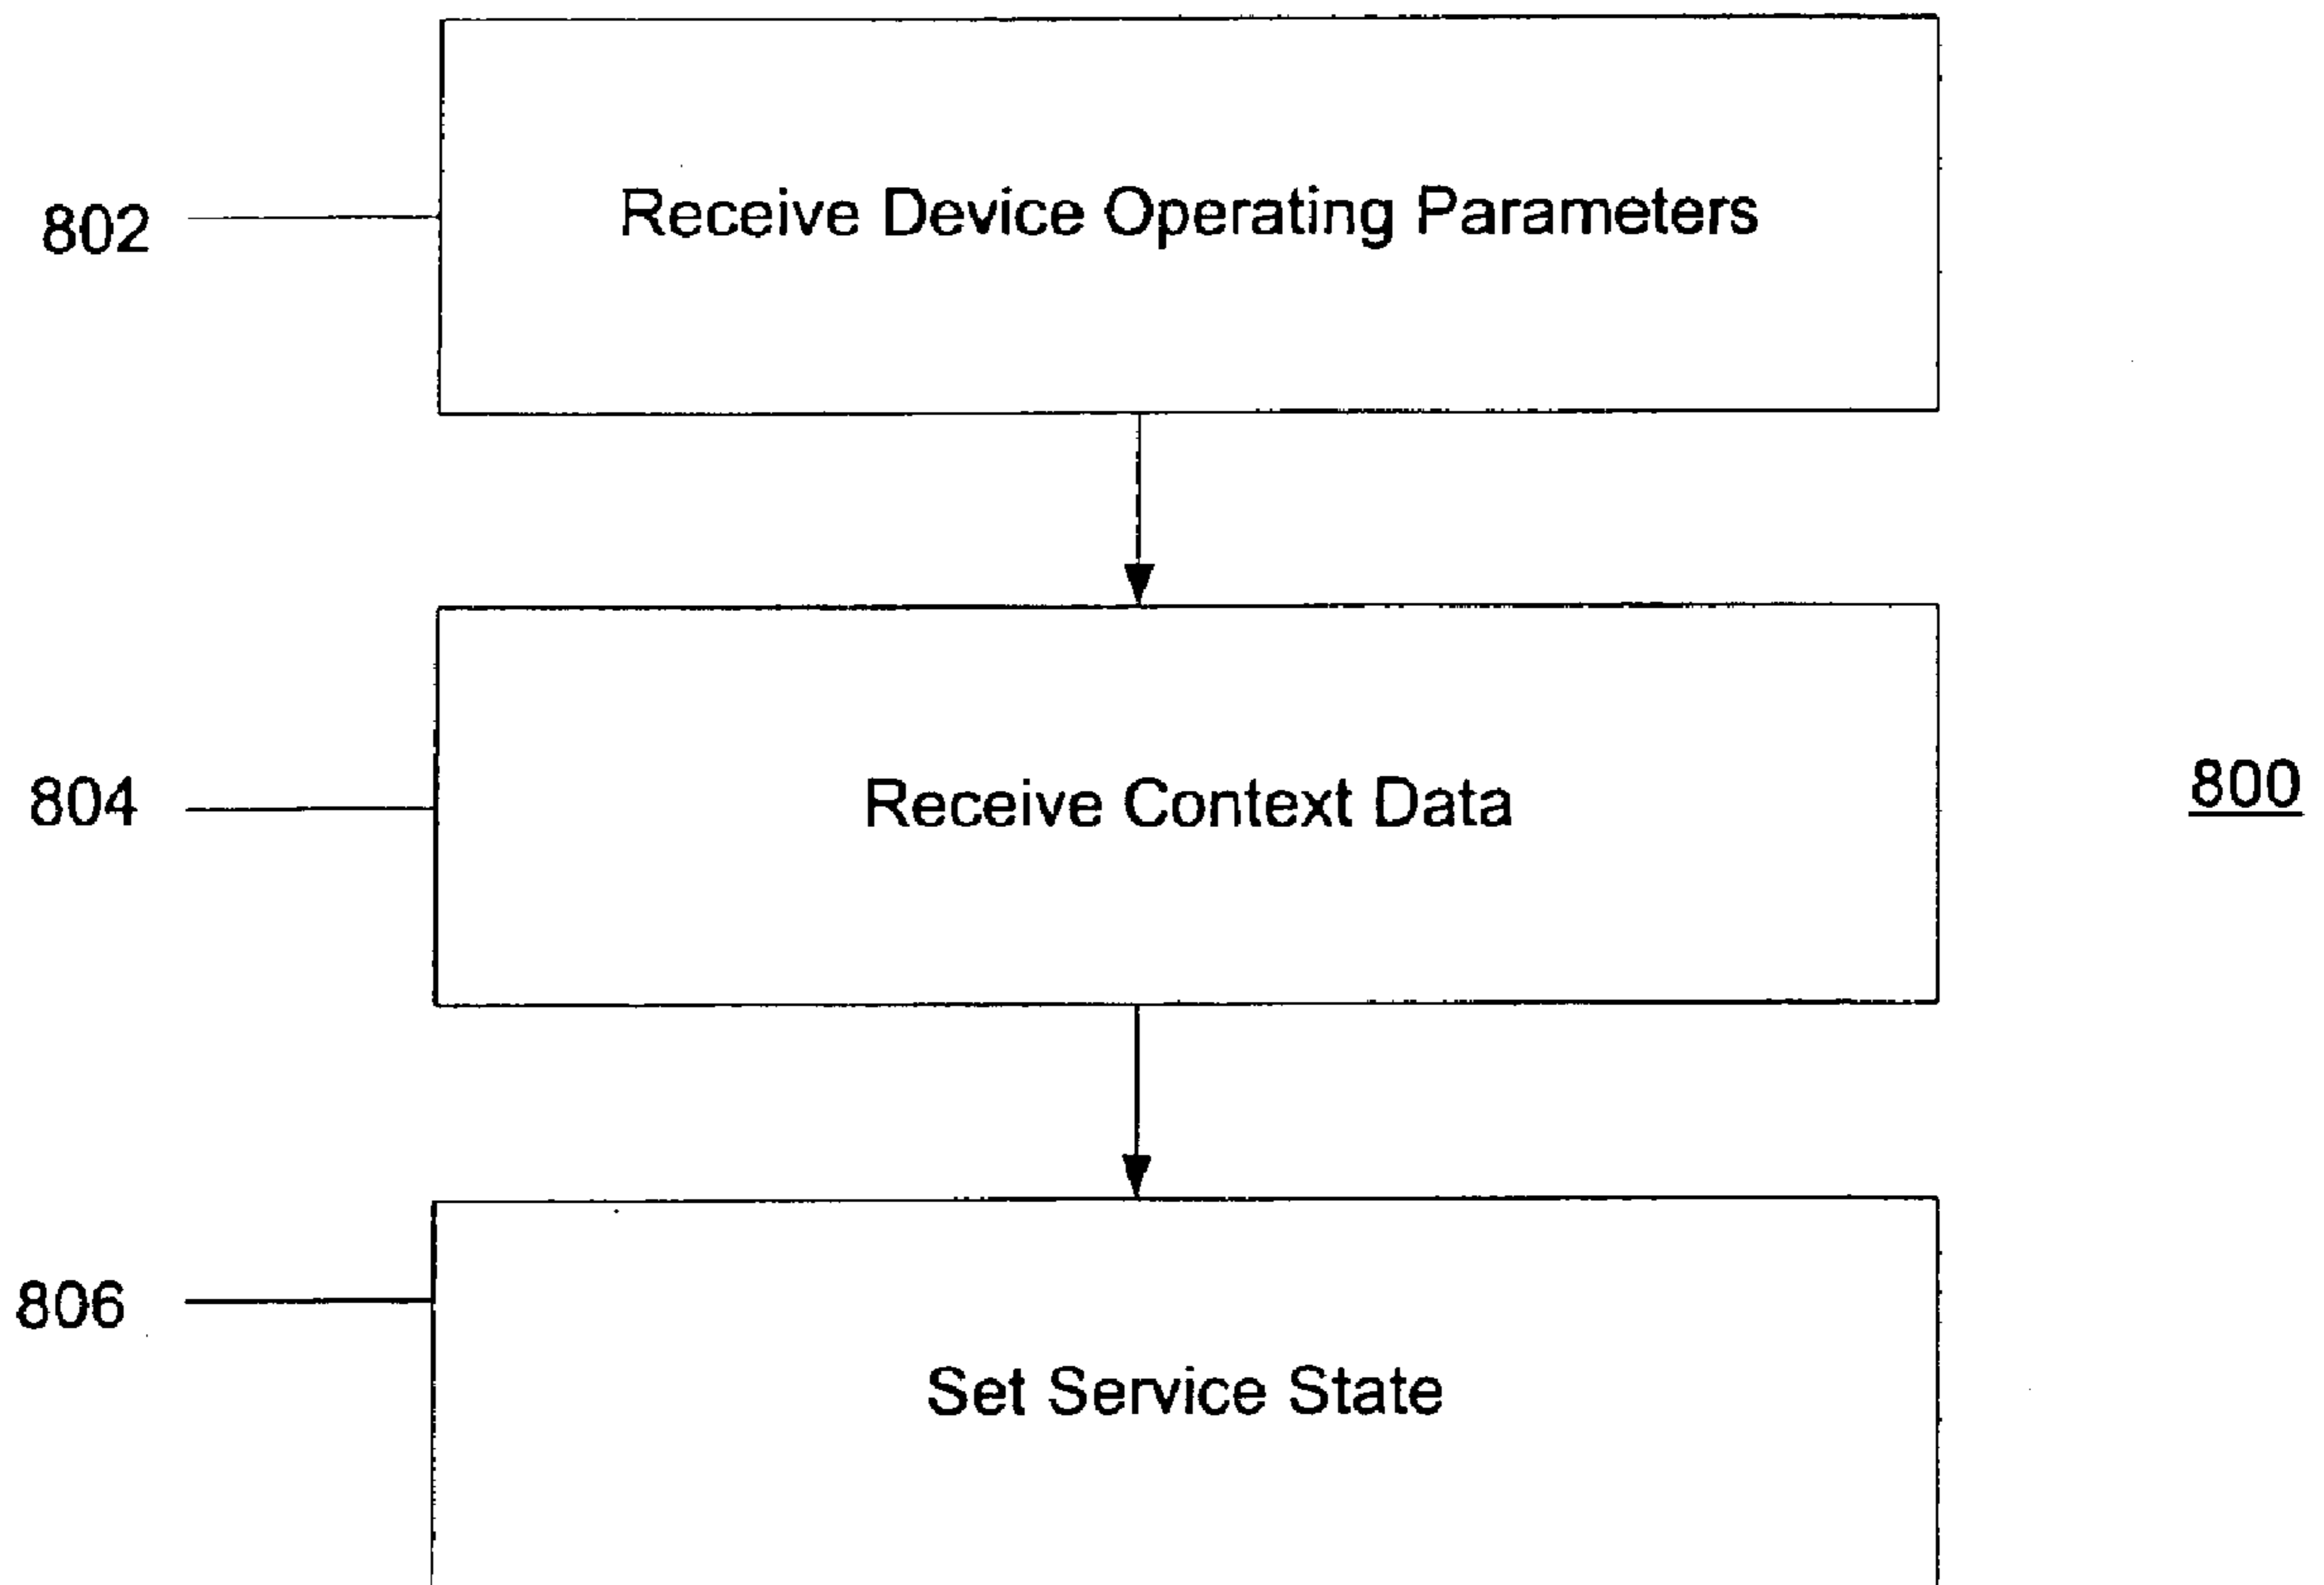 802
Receive Device Operating Parameters
804
Receive Context Data
800
806
Set Service State